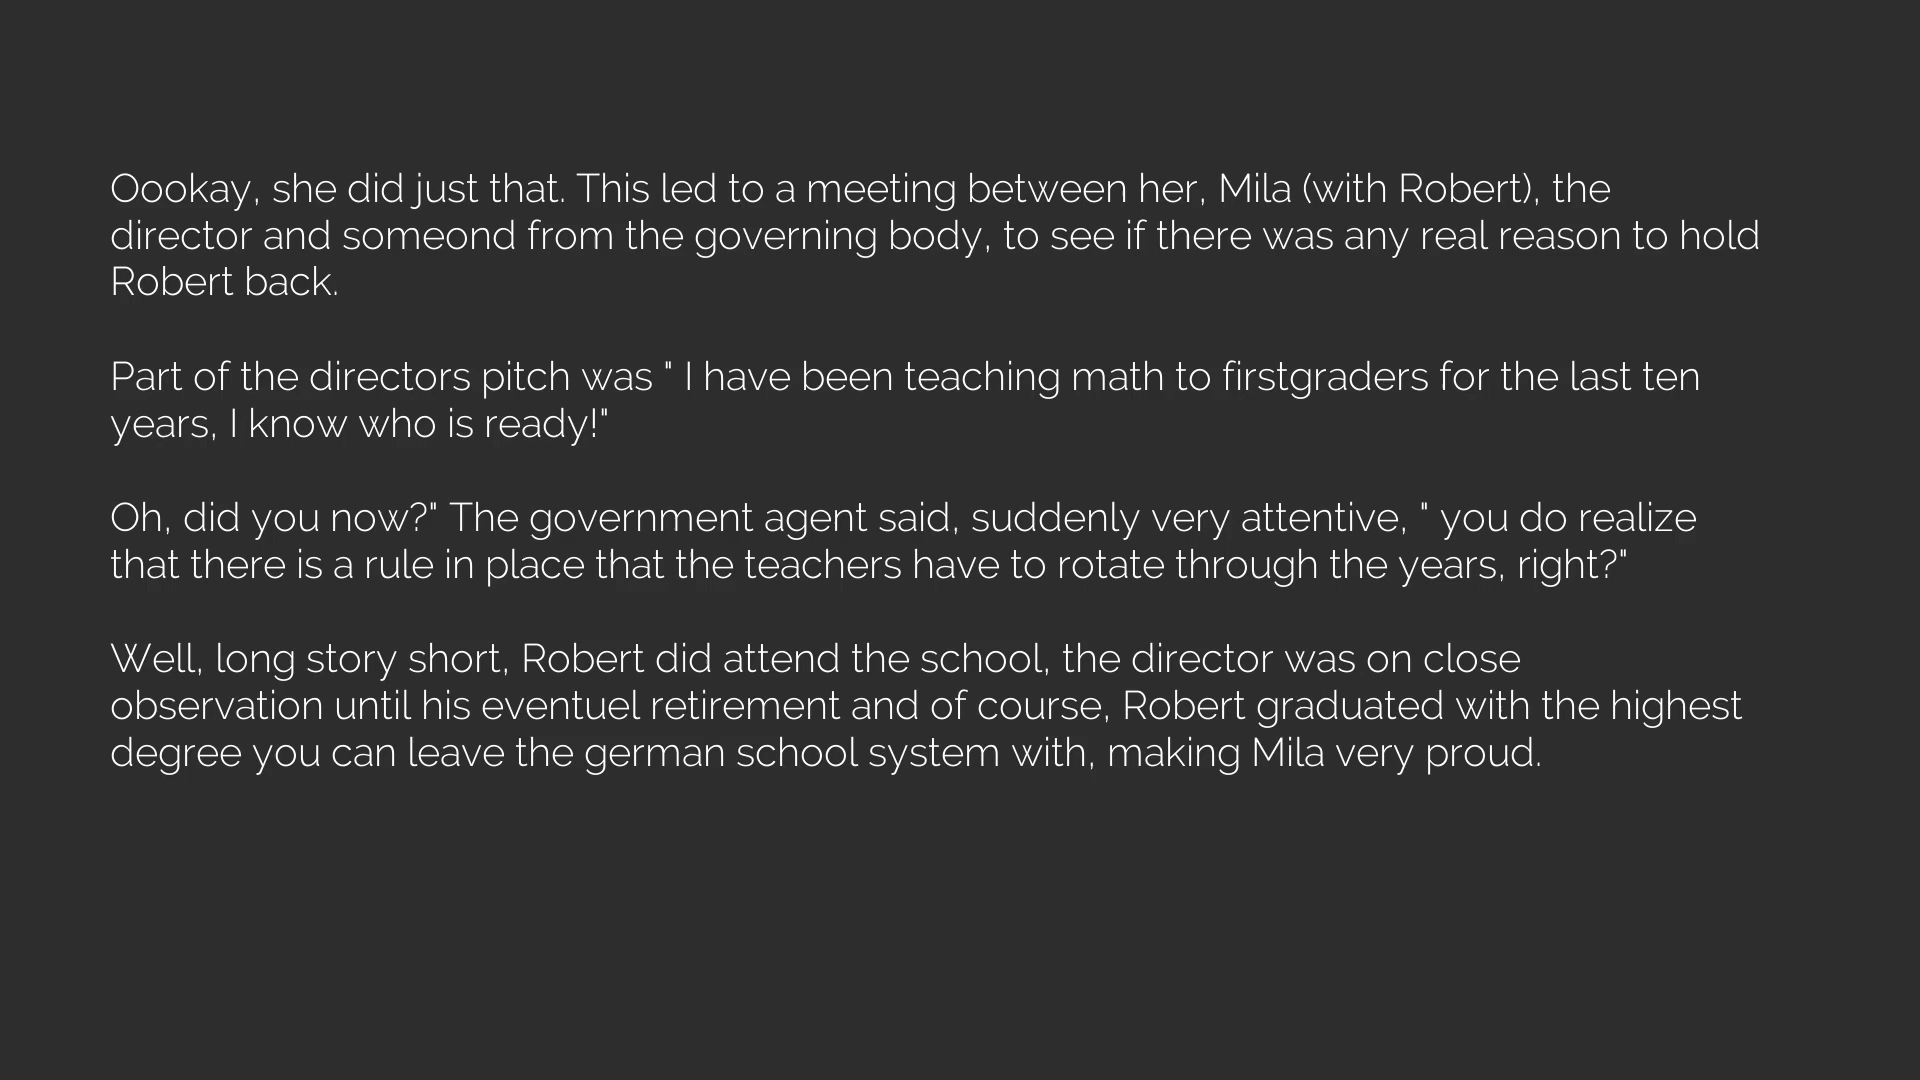 Oookay, she did just that. This led to a meeting between her, Mila (with Robert), the
director and someond from the governing body, to see if there was any real reason to hold
Robert back.
Part of the directors pitch was " I have been teaching math to firstgraders for the last ten
years, I know who is ready!"
Oh, did you now?" The government agent said, suddenly very attentive, " you do realize
that there is a rule in place that the teachers have to rotate through the years, right?"
Well, long story short, Robert did attend the school, the director was on close
observation until his eventuel retirement and of course, Robert graduated with the highest
degree you can leave the german school system with, making Mila very proud.